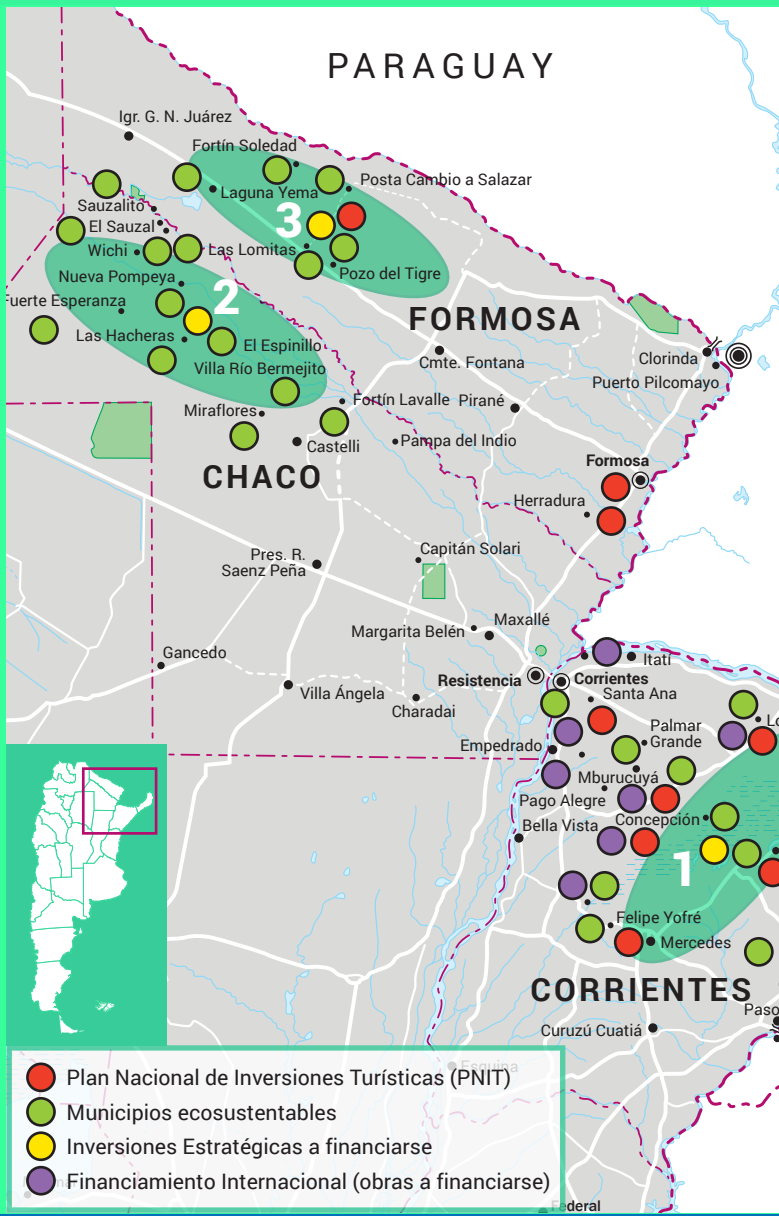 PARAGUAY
Igr. G. N. Juárez
Fortín Soledad
Posta Cambio a Salazar
Laguna Yema
Sauzalito
3
El Sauzal
Wichi
Las Lomitas
Pozo del Tigre
Nueva Pompeya
2
Fuerte Esperanza
FORMOSA
Las Hacheras
El Espinillo
Clorinda
Cmte. Fontana
Villa Río Bermejito
Puerto Pilcomayo
Fortín Lavalle
Pirané
Miraflores
Castelli
Pampa del Indio
CHACO
Formosa
Herradura
Capitán Solari
Pres. R.
Saenz Peña
Maxallé
Margarita Belén
Gancedo
Itatí
Resistencia
Corrientes
Santa Ana
Villa Ángela
Charadai
Palmar
Grande
Lo
Empedrado
Mburucuyá
Pago Alegre
Concepción
Bella Vista
1
Felipe Yofré
Mercedes
CORRIENTES
Paso
Curuzú Cuatiá
Esquina
Plan Nacional de Inversiones Turísticas (PNIT)
Municipios ecosustentables
Inversiones Estratégicas a financiarse
Financiamiento Internacional (obras a financiarse)
Federal